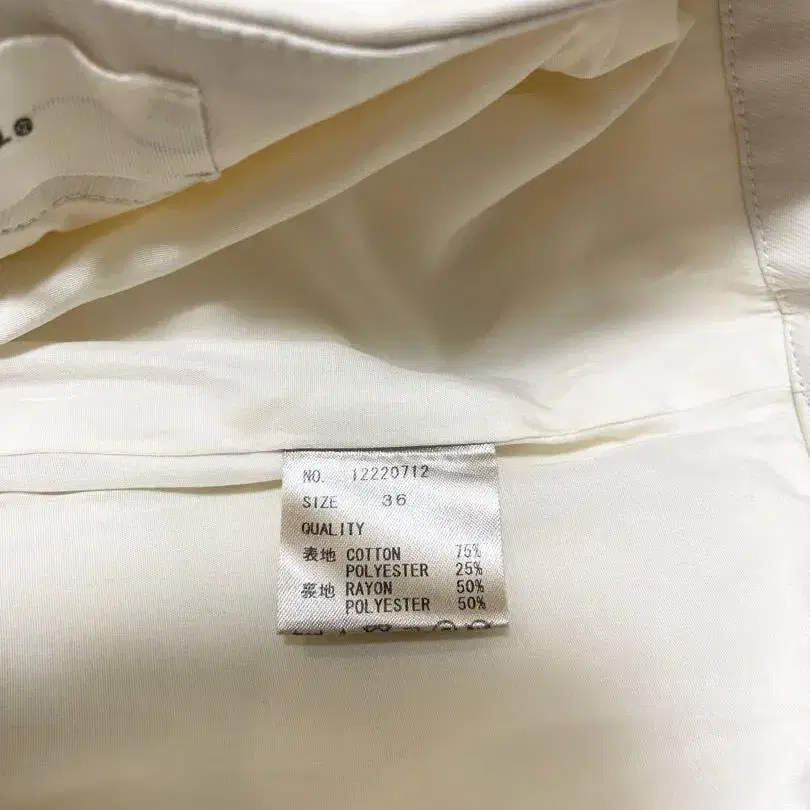 NO. 12220712
SIZE 36
QUALITY
表地 COTTON 75%
POLYESTER 25%
裏地 RAYON 50%
POLYESTER 50%